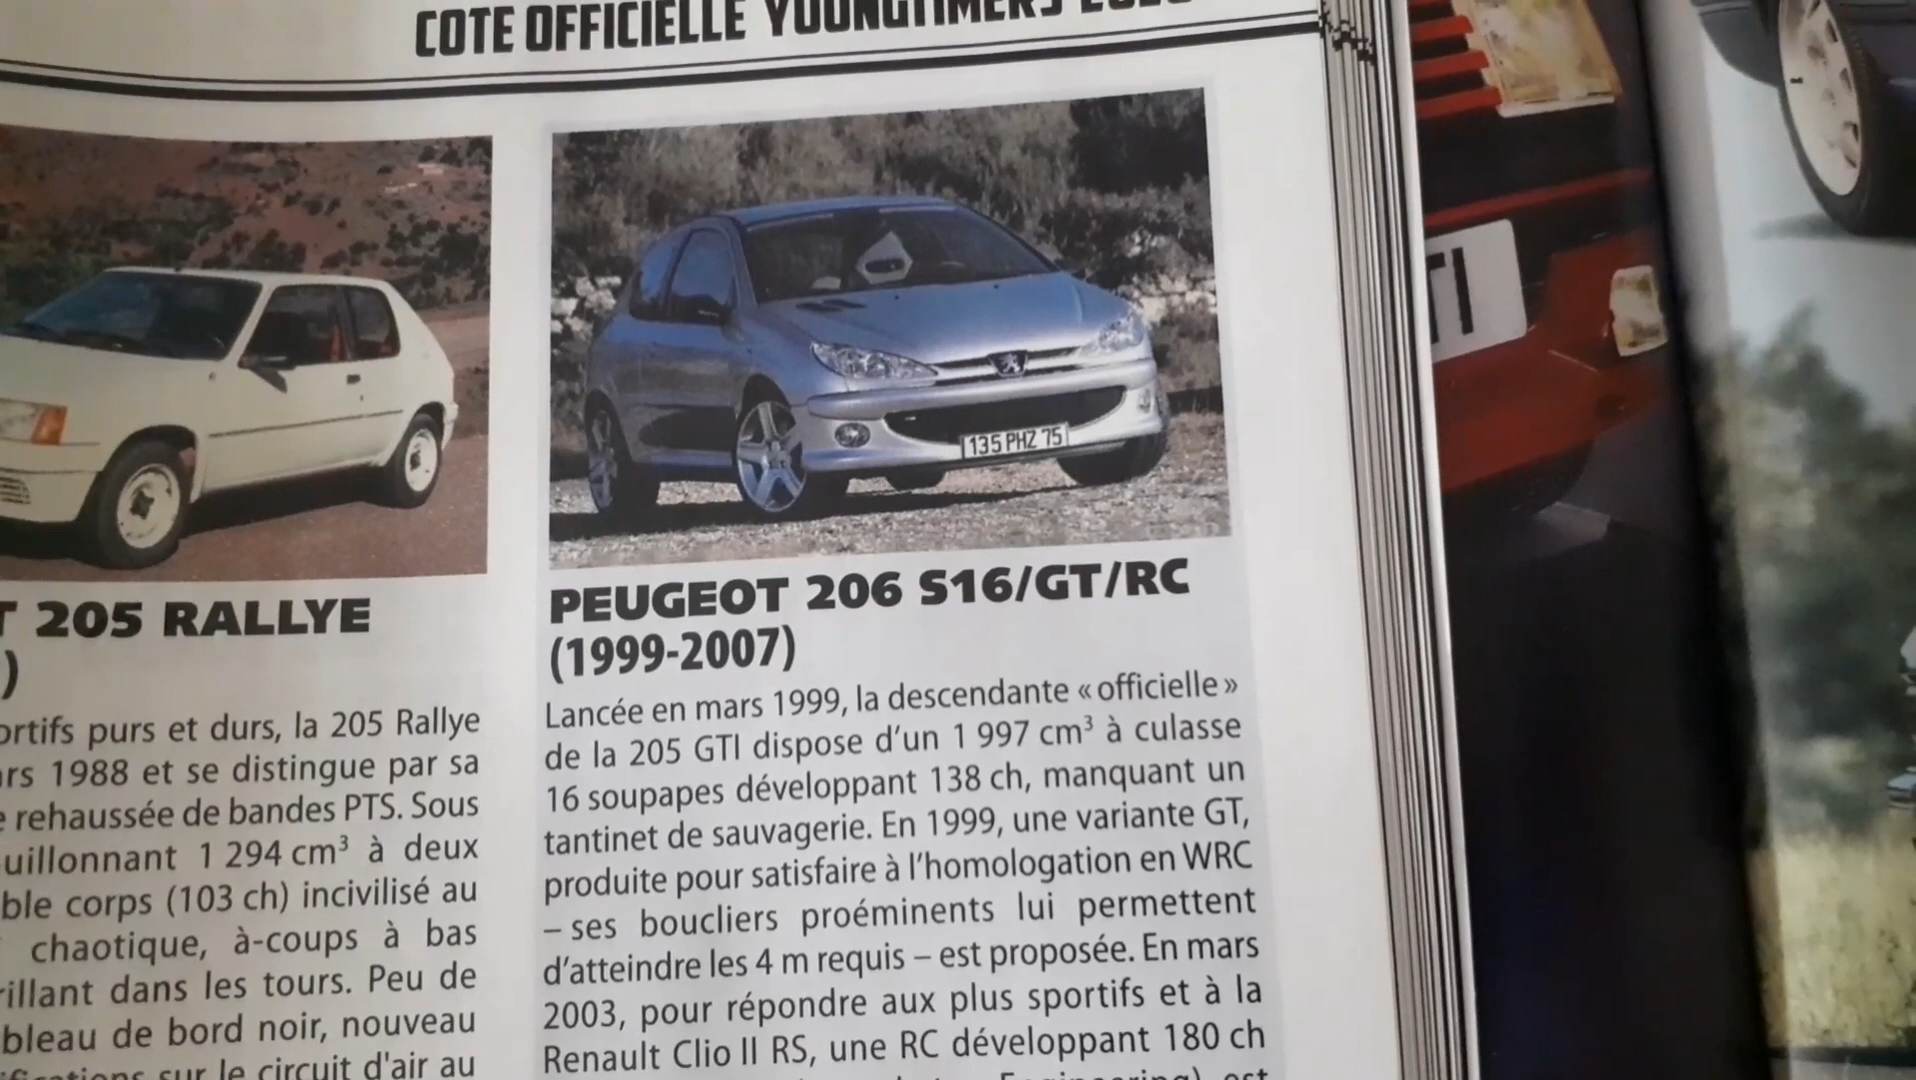 COTE OFFICIELLE YOUNGTIMERS
135 PHZ 75
205 RALLYE
)
ortifs purs et durs, la 205 Rallye
1988 et se distingue par sa
rehaussée de bandes PTS. Sous
1 294 cm³ à deux
ble corps (103 ch) incivilisé au
chaotique, à-coups à bas
rillant dans les tours. Peu de
bleau de bord noir, nouveau
sur le circuit d'air au
PEUGEOT 206 S16/GT/RC
(1999-2007)
Lancée en mars 1999, la descendante « officielle »
de la 205 GTI dispose d'un 1 997 cm³ à culasse
16 soupapes développant 138 ch, manquant un
tantinet de sauvagerie. En 1999, une variante GT,
produite pour satisfaire à l'homologation en WRC
– ses boucliers proéminents lui permettent
d'atteindre les 4 m requis – est proposée. En mars
2003, pour répondre aux plus sportifs et à la
Renault Clio II RS, une RC développant 180 ch
est
TI